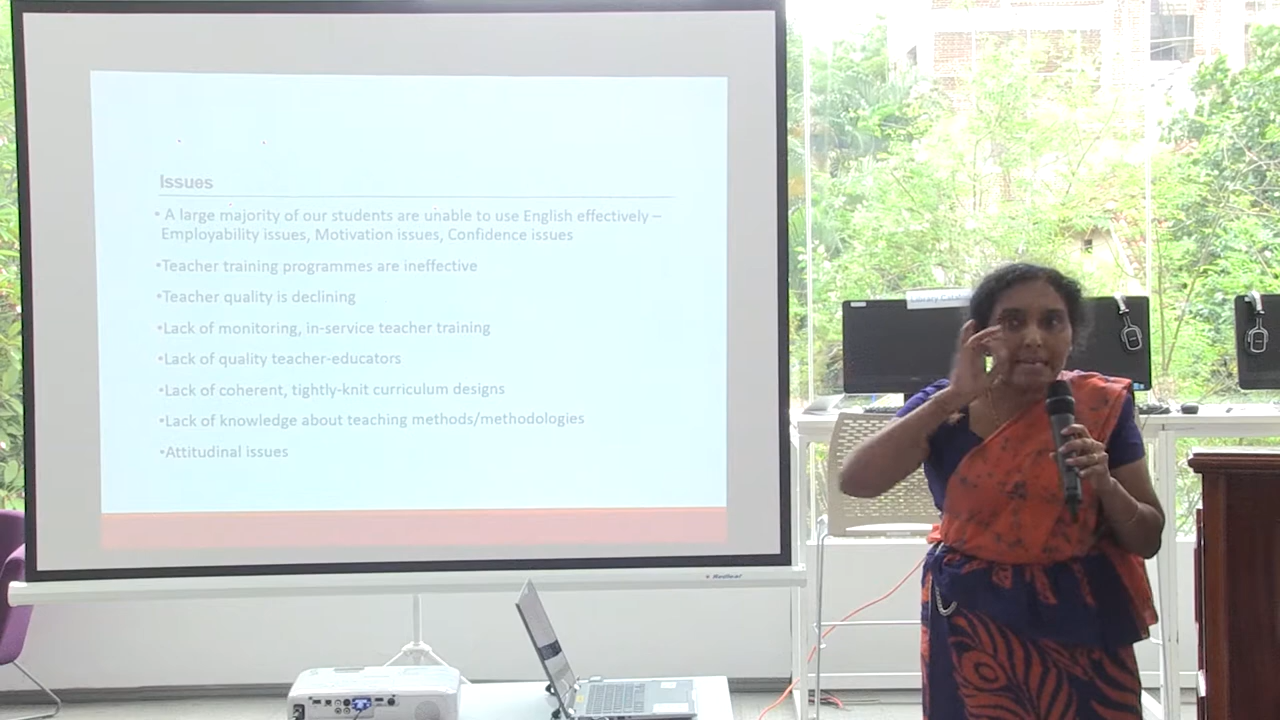 Issues
• A large majority of our students are unable to use English effectively –
Employability issues, Motivation issues, Confidence issues
•Teacher training programmes are ineffective
•Teacher quality is declining
•Lack of monitoring, in-service teacher training
•Lack of quality teacher-educators
•Lack of coherent, tightly-knit curriculum designs
•Lack of knowledge about teaching methods/methodologies
•Attitudinal issues
Library